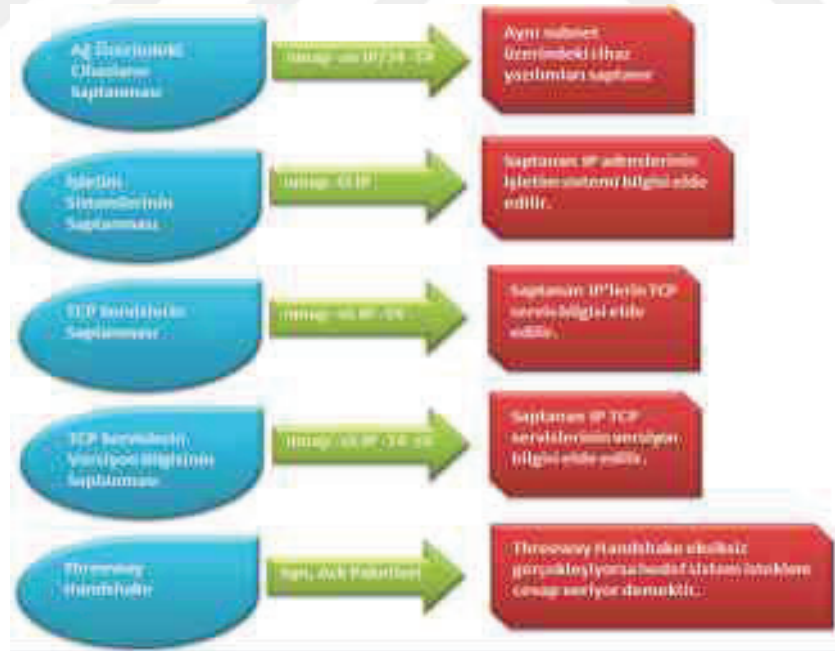 Ağ Üzerindeki
Cihazların
Saptanması
nmap
Aynı subnet
üzerindeki cihaz
yazılımları saptanır
İşletim
Sistemlerinin
Saptanması
nmap IP
Saptanan IP adreslerinin
işletim sistemi bilgisi elde
edilir.
TCP Servislerin
Saptanması
nmap IP
Saptanan IP'lerin TCP
servis bilgisi elde
edilir.
TCP Servislerin
Versiyon Bilgisinin
Saptanması
nmap IP
Saptanan IP TCP
servislerinin versiyon
bilgisi elde edilir.
Threeway
Handshake
Syn, Ack Paketleri
Threeway Handshake eksiksiz
gerçekleşiyorsa hedef sistem isteklere
cevap veriyor demektir.